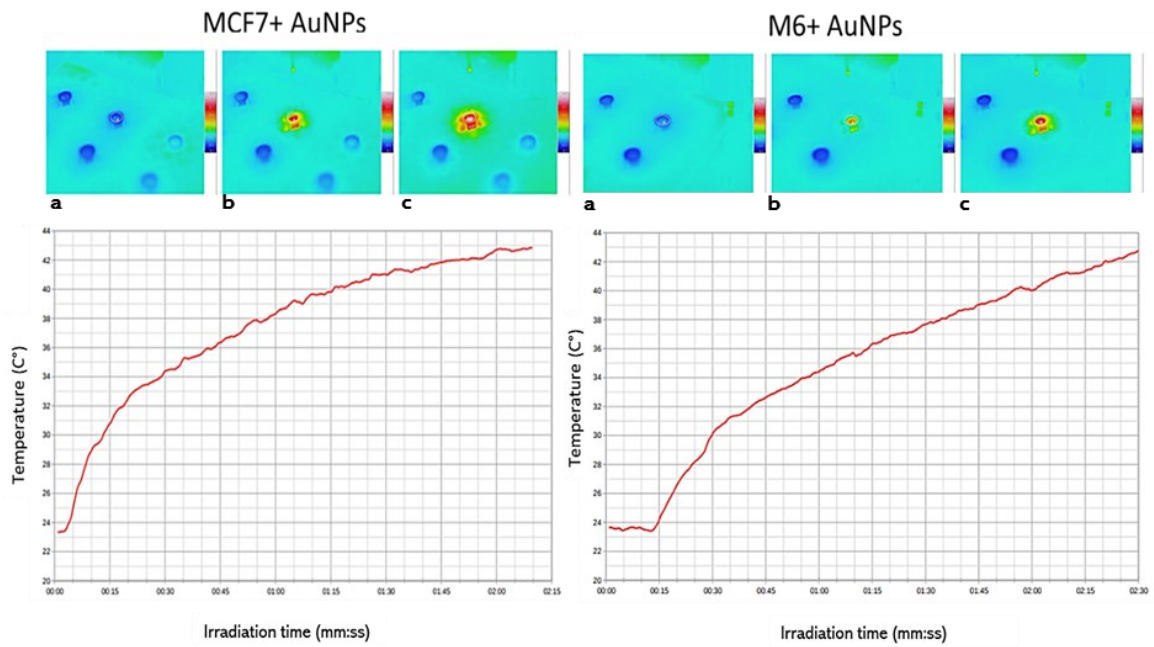 MCF7+ AuNPs
M6+ AuNPs
a
b
c
a
b
c
44
42
40
38
36
34
32
30
28
26
24
22
20
Temperature (C°)
00:00 00:15 00:30 00:45 01:00 01:15 01:30 01:45 02:00 02:15
Irradiation time (mm:ss)
44
42
40
38
36
34
32
30
28
26
24
22
20
Temperature (C°)
00:00 00:15 00:30 00:45 01:00 01:15 01:30 01:45 02:00 02:15 02:30
Irradiation time (mm:ss)